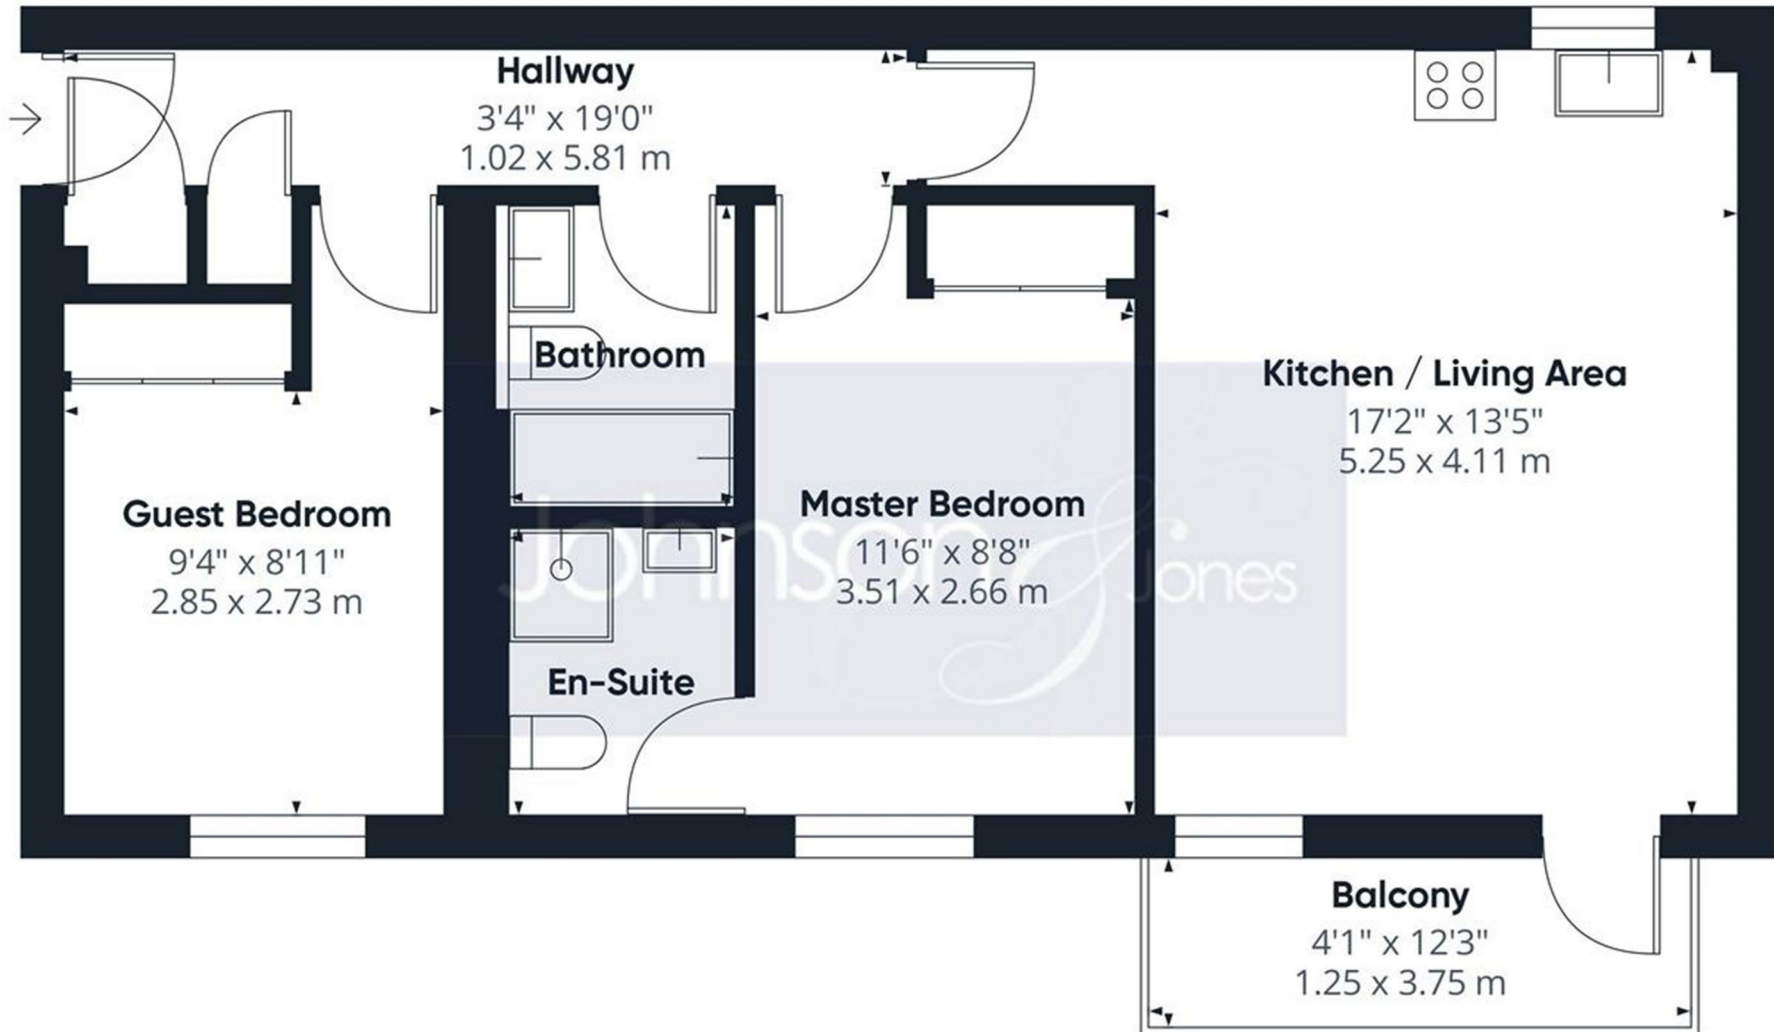 Hallway
3'4" x 19'0"
1.02 x 5.81 m
Bathroom
Kitchen / Living Area
17'2" x 13'5"
5.25 x 4.11 m
Guest Bedroom
9'4" x 8'11"
2.85 x 2.73 m
Master Bedroom
11'6" x 8'8"
3.51 x 2.66 m
Johnson & Jones
En-Suite
Balcony
4'1" x 12'3"
1.25 x 3.75 m